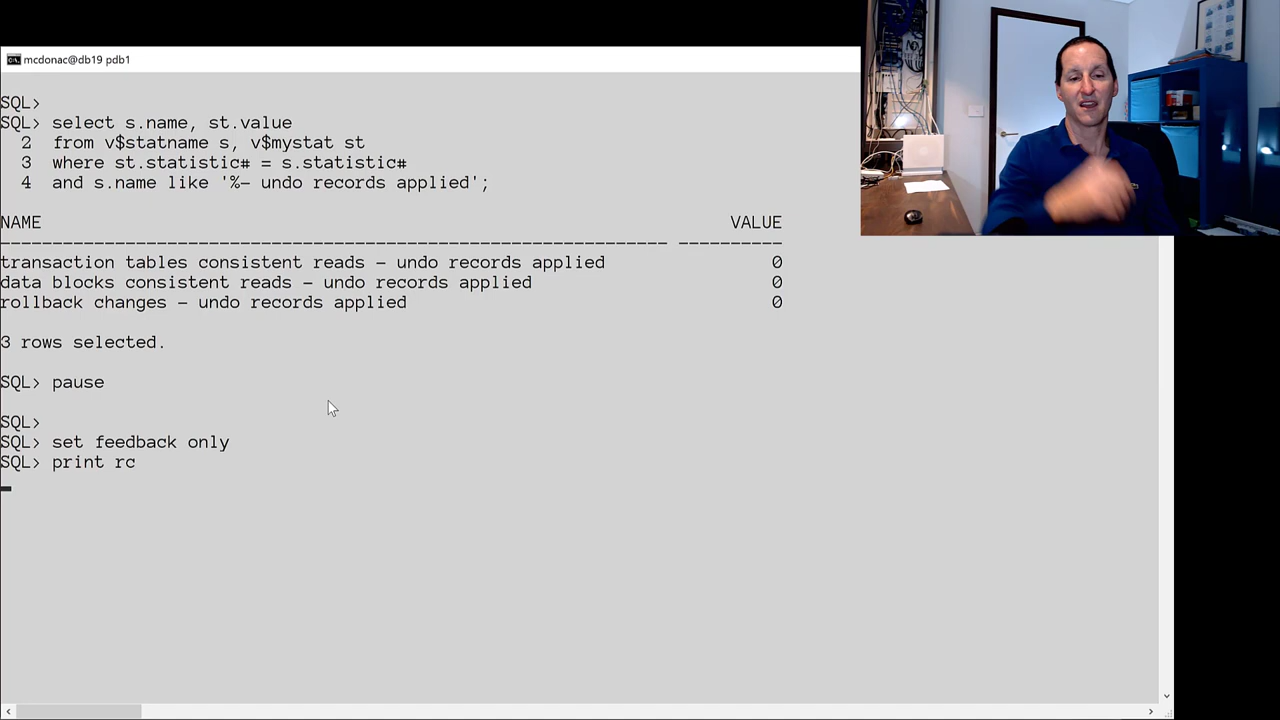 mcdonac@db19 pdb1
SQL>
SQL> select s.name, st.value
2 from v$statname s, v$mystat st
3 where st.statistic# = s.statistic#
4 and s.name like '%- undo records applied';
NAME VALUE
---------------------------------------------------------------- ----------
transaction tables consistent reads - undo records applied 0
data blocks consistent reads - undo records applied 0
rollback changes - undo records applied 0
3 rows selected.
SQL> pause
SQL>
SQL> set feedback only
SQL> print rc